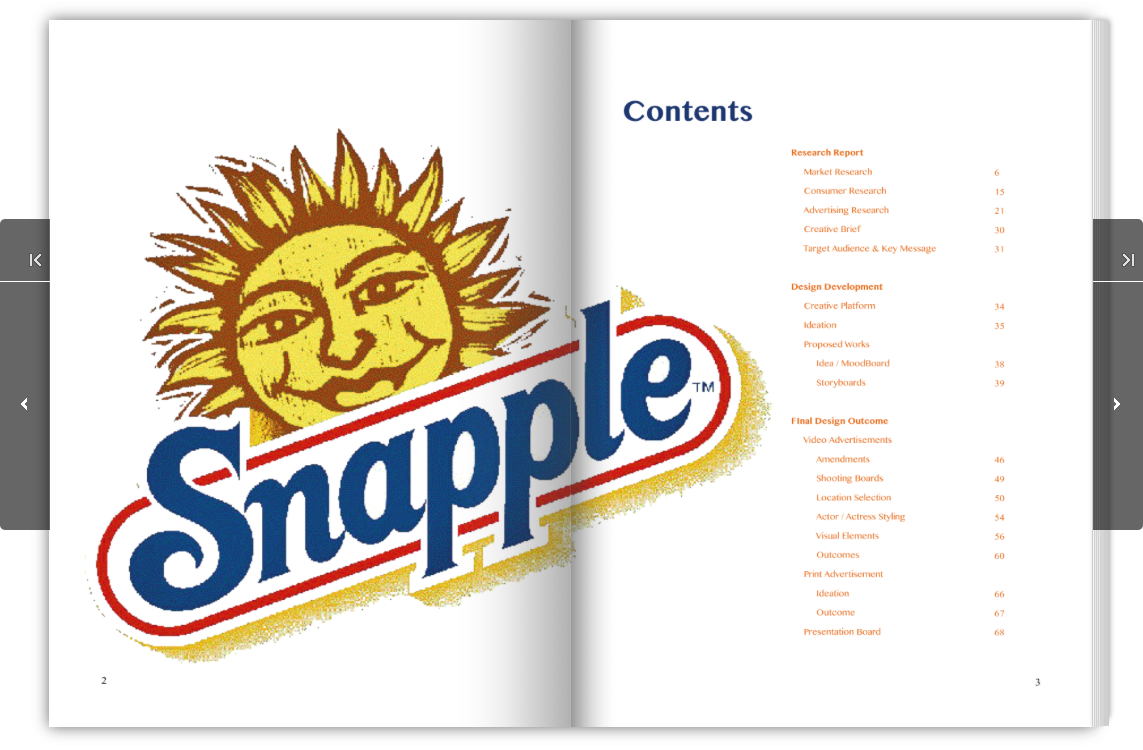 Snapple™
2
Contents
Research Report
Market Research 6
Consumer Research 15
Advertising Research 21
Creative Brief 30
Target Audience & Key Message 31
Design Development
Creative Platform 34
Ideation 35
Proposed Works
Idea / MoodBoard 38
Storyboards 39
FInal Design Outcome
Video Advertisements
Amendments 46
Shooting Boards 49
Location Selection 50
Actor / Actress Styling 54
Visual Elements 56
Outcomes 60
Print Advertisement
Ideation 66
Outcome 67
Presentation Board 68
3